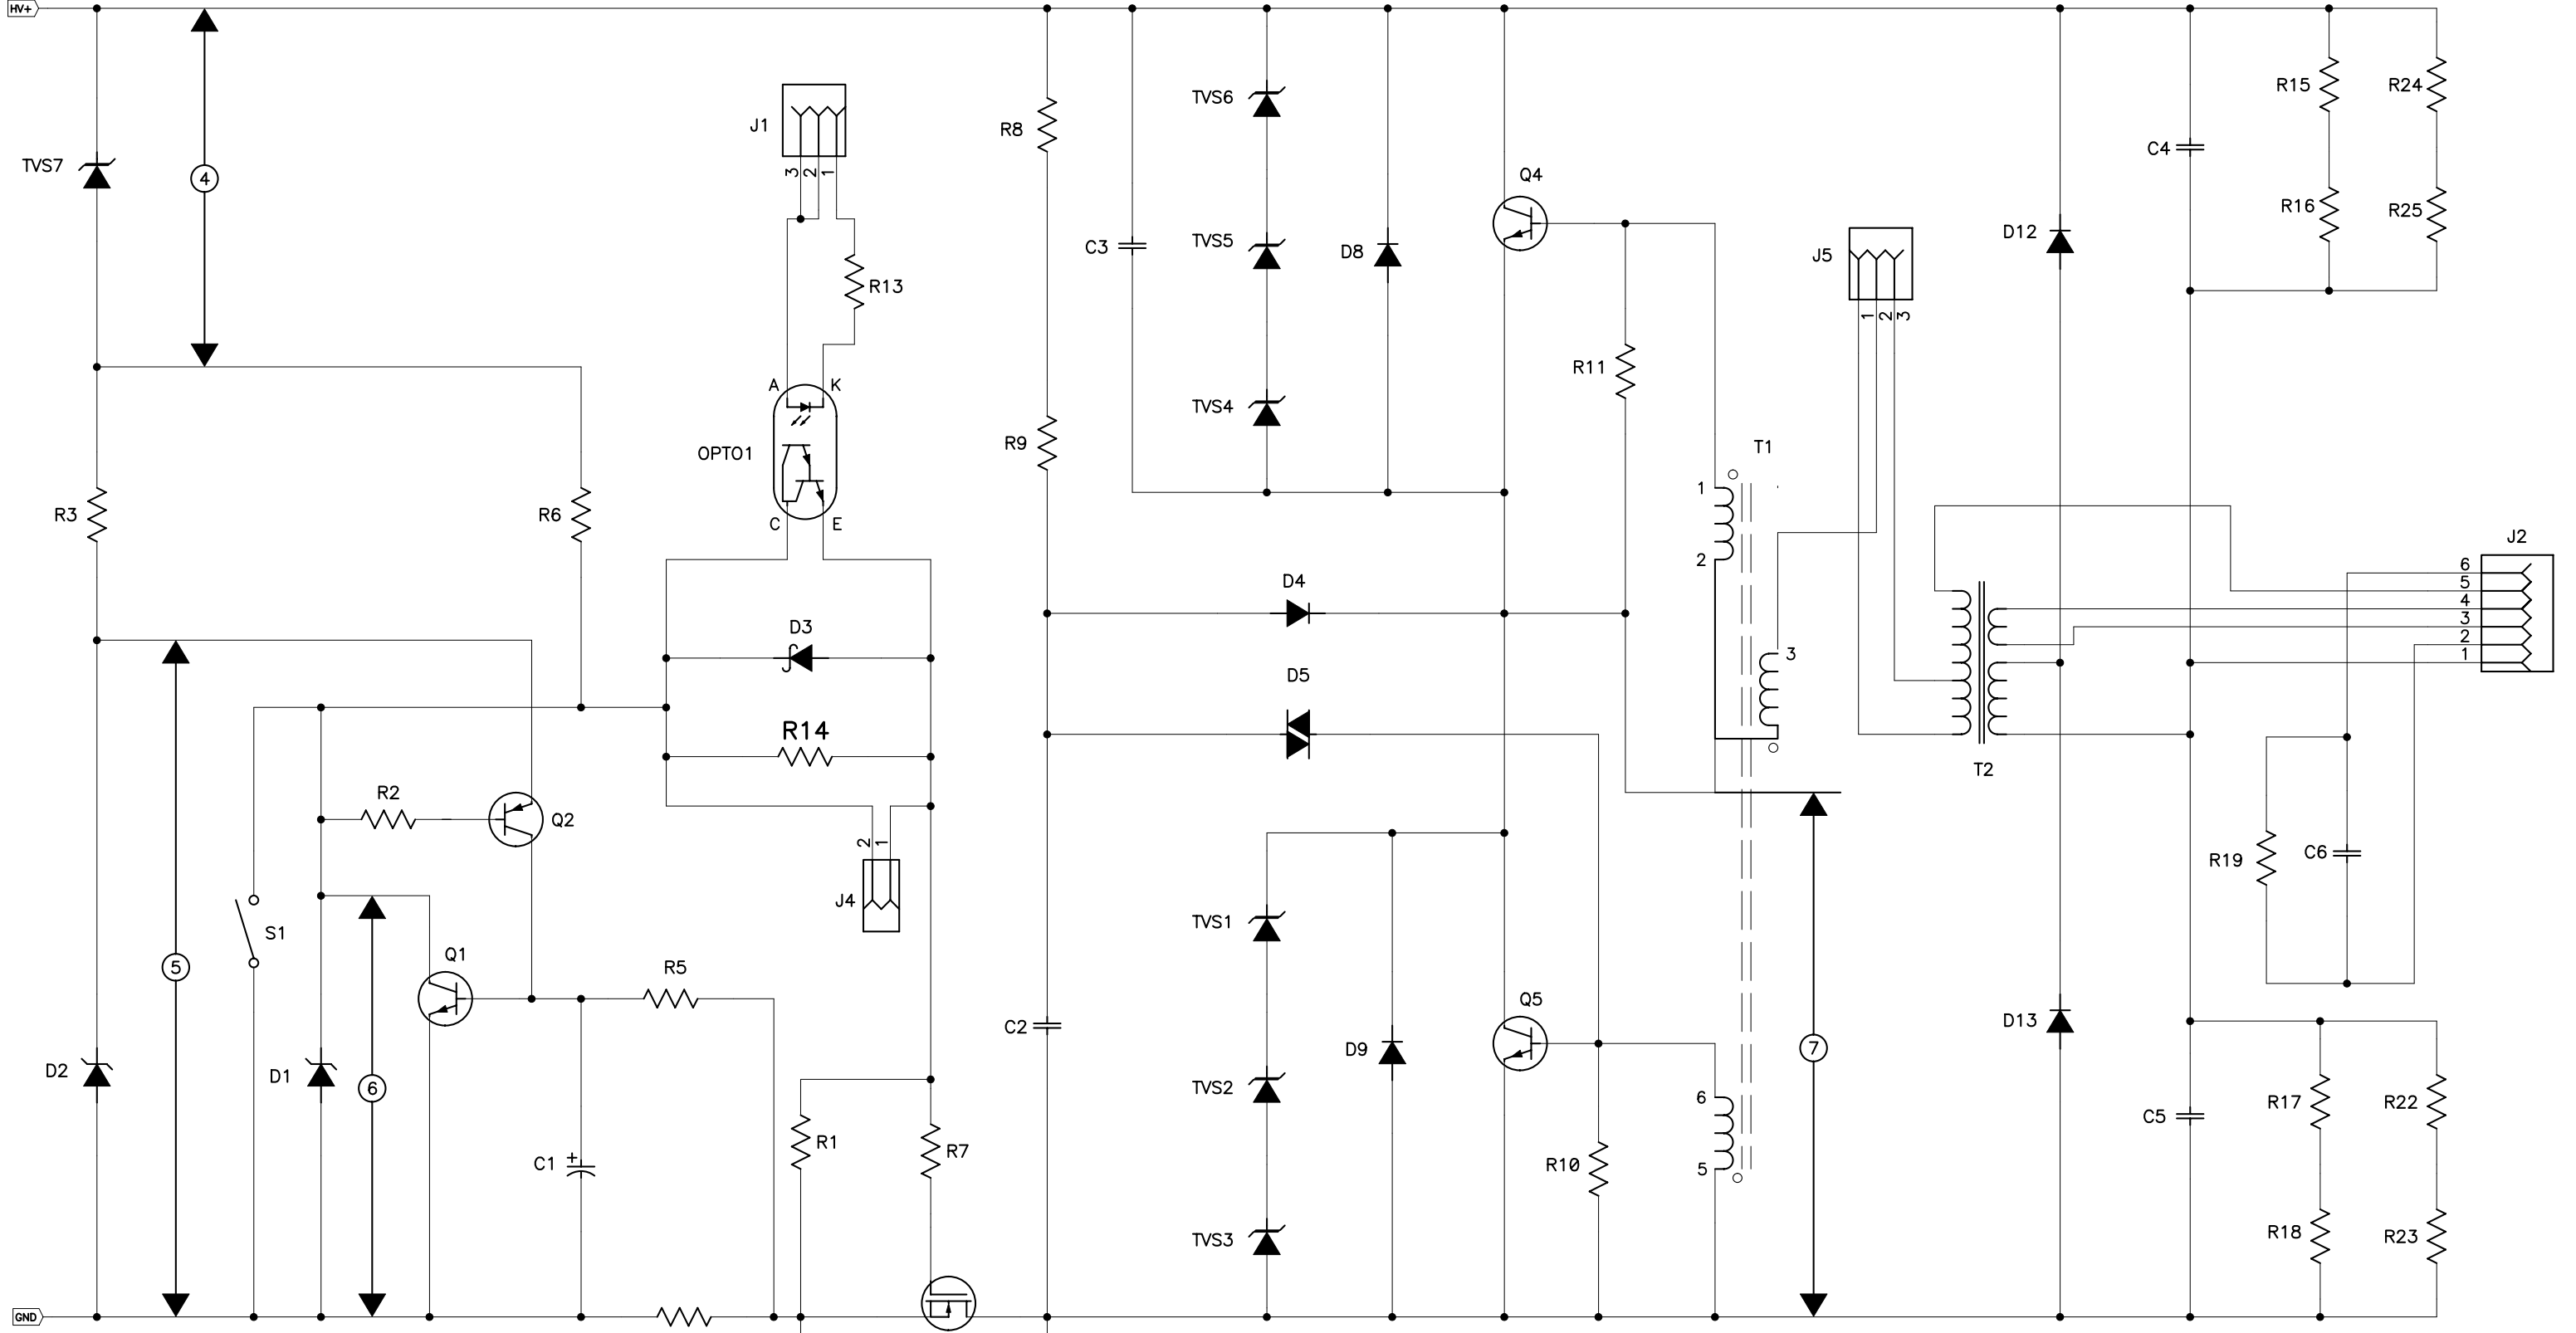 HV+
TVS7
4
J1
3 2 1
R13
A K
OPTO1
C E
R3
R6
D3
R14
R2
Q2
2 1
J4
S1
5
Q1
R5
D2
D1
6
C1
+
R1
R7
GND
R8
R9
C3
TVS6
TVS5
TVS4
D8
Q4
R11
D4
D5
T1
1
2
3
J5
1 2 3
D12
C4
R15
R16
R24
R25
J2
6
5
4
3
2
1
T2
C2
TVS1
TVS2
TVS3
D9
Q5
R10
6
5
7
D13
R19
C6
C5
R17
R18
R22
R23